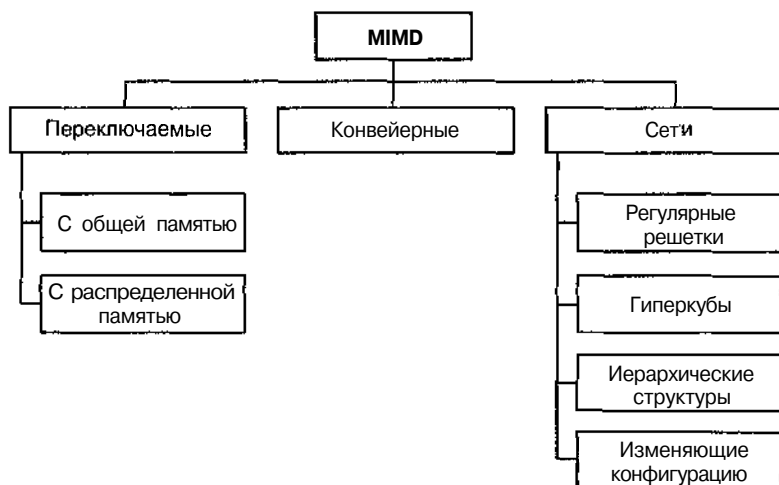 MIMD
Переключаемые
Конвейерные
Сети
С общей памятью
С распределенной
памятью
Регулярные
решетки
Гиперкубы
Иерархические
структуры
Изменяющие
конфигурацию